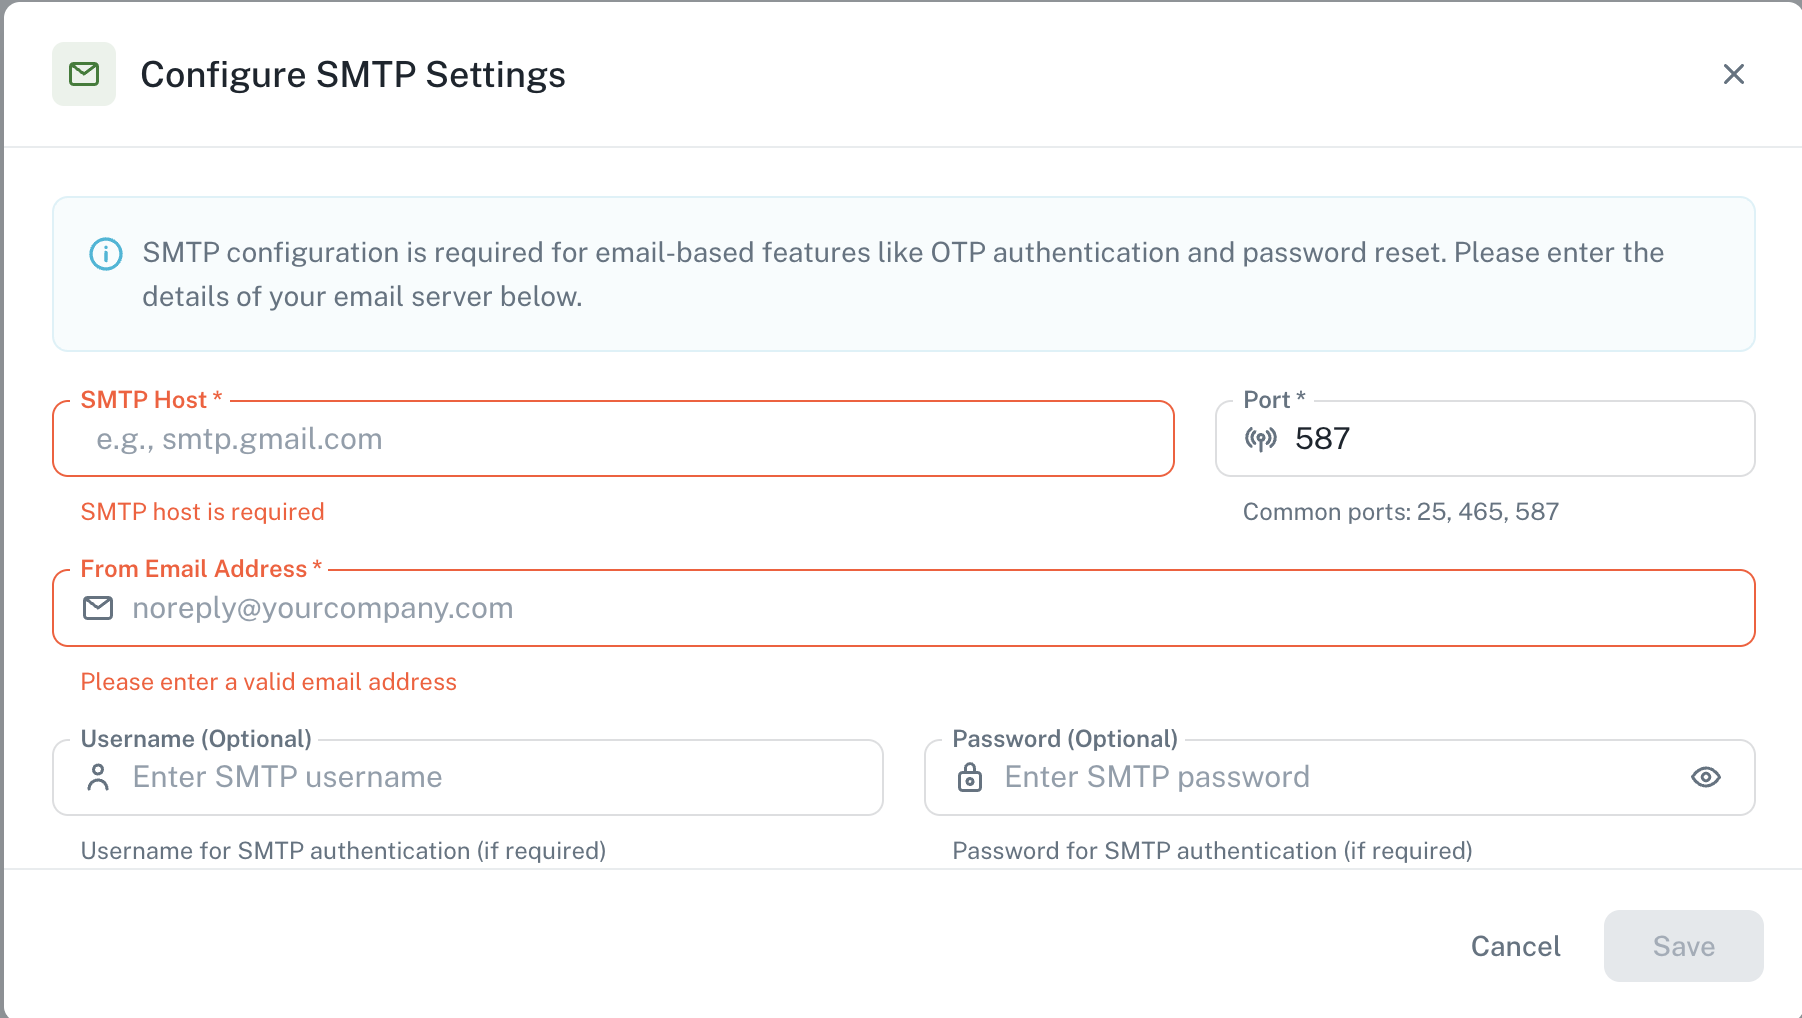 Configure SMTP Settings
SMTP configuration is required for email-based features like OTP authentication and password reset. Please enter the
details of your email server below.
SMTP Host *
e.g., smtp.gmail.com
SMTP host is required
Port *
587
Common ports: 25, 465, 587
From Email Address *
noreply@yourcompany.com
Please enter a valid email address
Username (Optional)
Enter SMTP username
Username for SMTP authentication (if required)
Password (Optional)
Enter SMTP password
Password for SMTP authentication (if required)
Cancel
Save